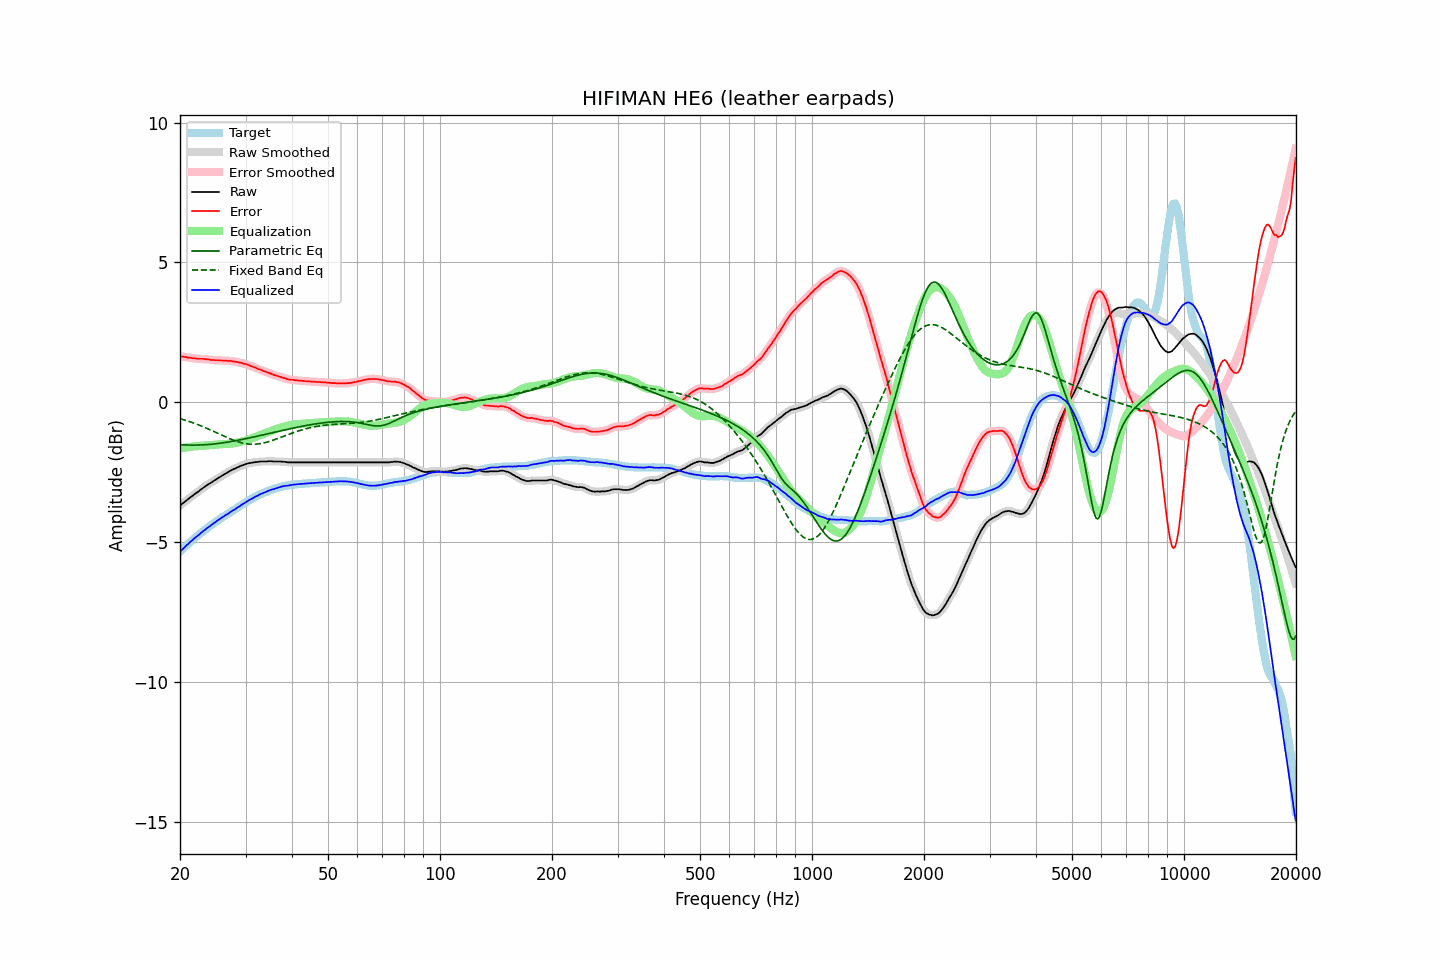 HIFIMAN HE6 (leather earpads)
10
5
0
−5
−10
−15
Amplitude (dBr)
Target
Raw Smoothed
Error Smoothed
Raw
Error
Equalization
Parametric Eq
Fixed Band Eq
Equalized
20 50 100 200 500 1000 2000 5000 10000 20000
Frequency (Hz)